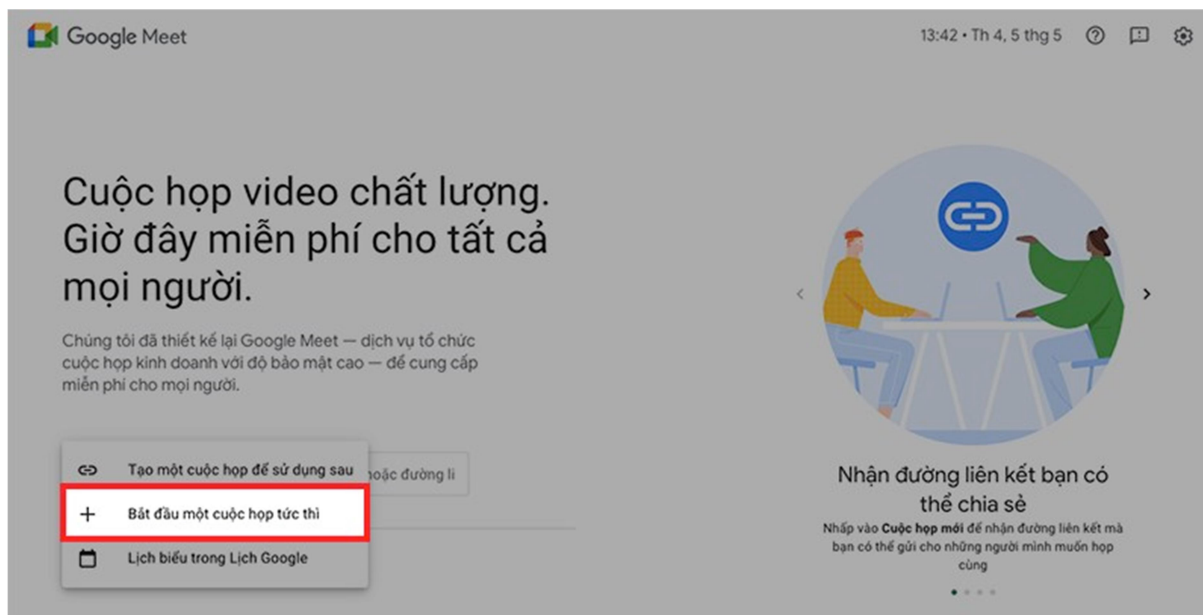 Google Meet
13:42 • Th 4, 5 thg 5
Cuộc họp video chất lượng.
Giờ đây miễn phí cho tất cả
mọi người.
Chúng tôi đã thiết kế lại Google Meet — dịch vụ tổ chức
cuộc họp kinh doanh với độ bảo mật cao — để cung cấp
miễn phí cho mọi người.
Tạo một cuộc họp để sử dụng sau
hoặc đường li
Bắt đầu một cuộc họp tức thì
Lịch biểu trong Lịch Google
Nhận đường liên kết bạn có
thể chia sẻ
Nhấp vào Cuộc họp mới để nhận đường liên kết mà
bạn có thể gửi cho những người mình muốn họp
cùng